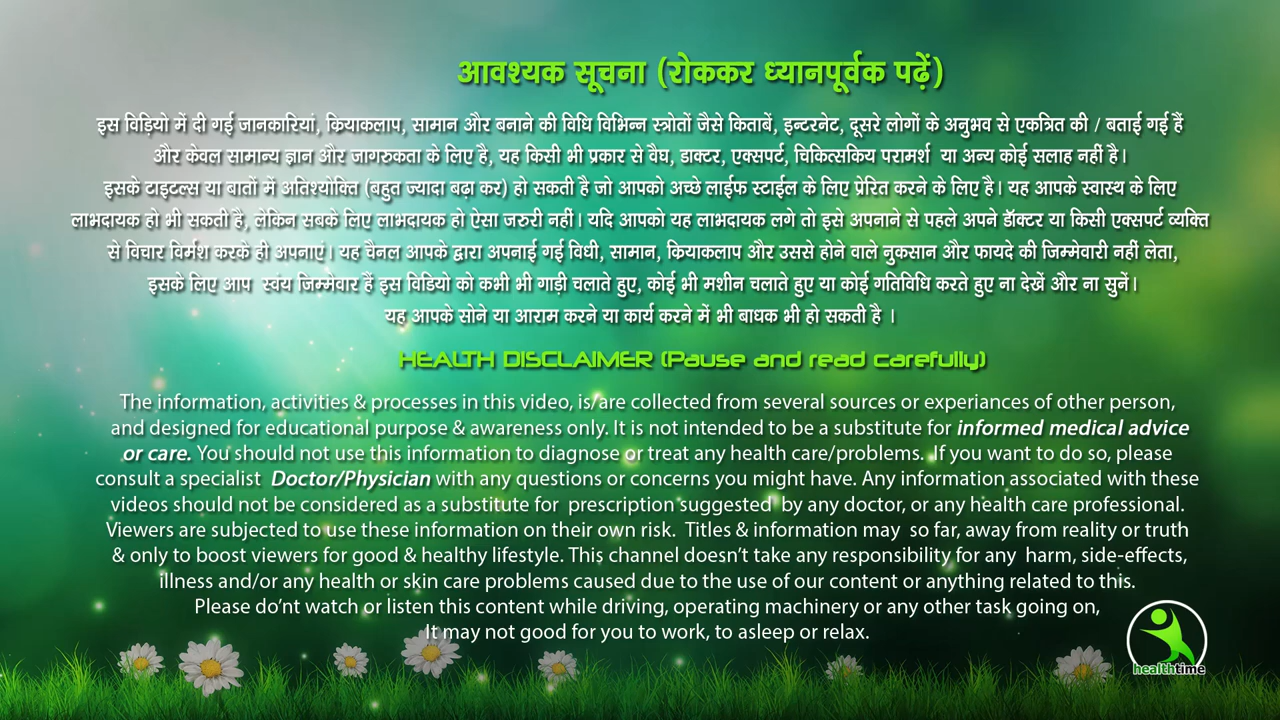 आवश्यक सूचना (रोककर ध्यानपूर्वक पढ़ें)
इस विड़ियो में दी गई जानकारियां, कियाकलाप, सामान और बनाने की विधि विभिन्न स्त्रोतों जैसे किताबें, इन्टरनेट, दूसरे लोगों के अनुभव से एकत्रित की / बताई गई हैं
और केवल सामान्य ज्ञान और जागरुकता के लिए है, यह किसी भी प्रकार से वैघ, डाक्टर, एक्सपर्ट, चिकित्सकिय परामर्श या अन्य कोई सलाह नहीं है।
इसके टाइटल्स या बातों में अतिश्योक्ति (बहुत ज्यादा बढ़ा कर) हो सकती है जो आपको अच्छे लाईफ स्टाईल के लिए प्रेरित करने के लिए है। यह आपके स्वास्थ के लिए
लाभदायक हो भी सकती है, लेकिन सबके लिए लाभदायक हो ऐसा जरुरी नहीं। यदि आपको यह लाभदायक लगे तो इसे अपनाने से पहले अपने डॅाक्टर या किसी एक्सपर्ट व्यक्ति
से विचार विर्मश करके ही अपनाएं। यह चैनल आपके द्वारा अपनाई गई विधी, सामान, कियाकलाप और उससे होने वाले नुकसान और फायदे की जिम्मेवारी नहीं लेता,
इसके लिए आप स्वंय जिम्मेवार हैं इस विडियो को कभी भी गाड़ी चलाते हुए, कोई भी मशीन चलाते हुए या कोई गतिविधि करते हुए ना देखें और ना सुनें।
यह आपके सोने या आराम करने या कार्य करने में भी बाधक भी हो सकती है ।
HEALTH DISCLAIMER (Pause and read carefully)
The information, activities & processes in this video, is/are collected from several sources or experiances of other person,
and designed for educational purpose & awareness only. It is not intended to be a substitute for informed medical advice
or care. You should not use this information to diagnose or treat any health care/problems. If you want to do so, please
consult a specialist Doctor/Physician with any questions or concerns you might have. Any information associated with these
videos should not be considered as a substitute for prescription suggested by any doctor, or any health care professional.
Viewers are subjected to use these information on their own risk. Titles & information may so far, away from reality or truth
& only to boost viewers for good & healthy lifestyle. This channel doesn't take any responsibility for any harm, side-effects,
illness and/or any health or skin care problems caused due to the use of our content or anything related to this.
Please do'nt watch or listen this content while driving, operating machinery or any other task going on,
It may not good for you to work, to asleep or relax.
healthtime